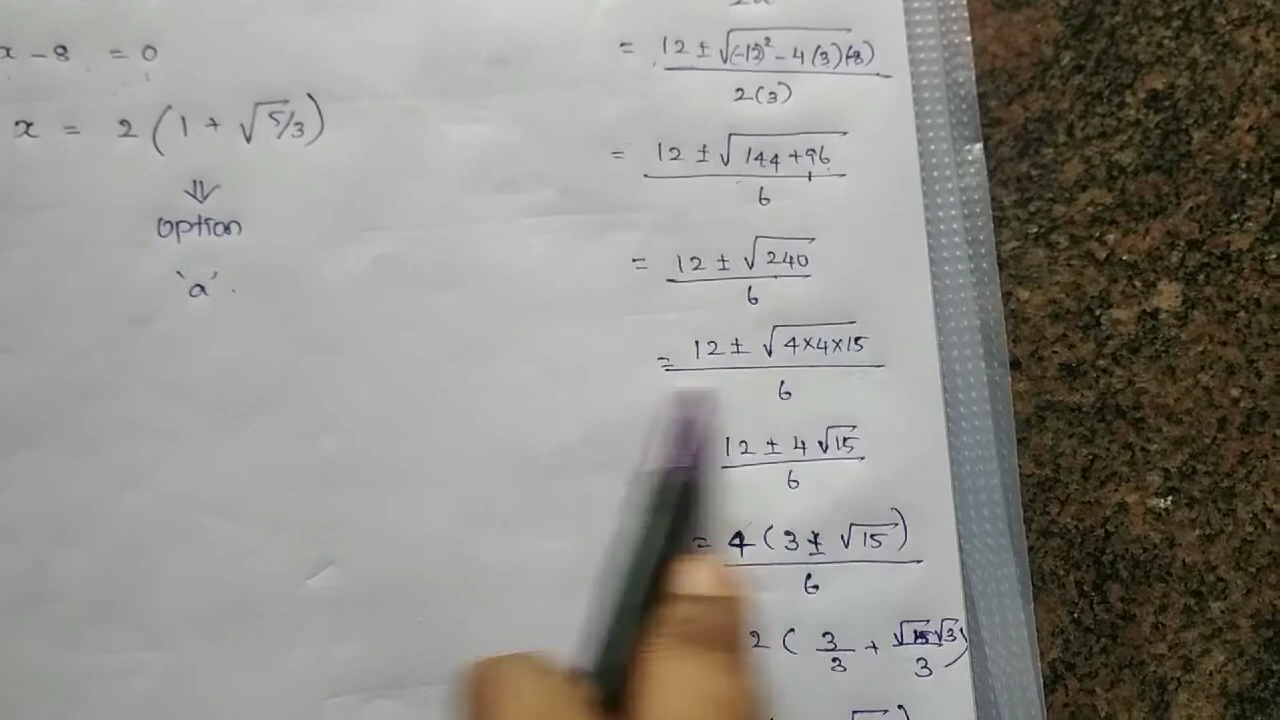 x - 8 = 0
x = 2 (1 + √5/3)
⇓
option
'a'.
= 12 ± √(-12)² - 4(3)(-8)
2(3)
= 12 ± √144 + 96
6
= 12 ± √240
6
= 12 ± √4×4×15
6
12 ± 4 √15
6
= 4 (3 ± √15)
6
2 ( 3/3 + √15√3/3 )